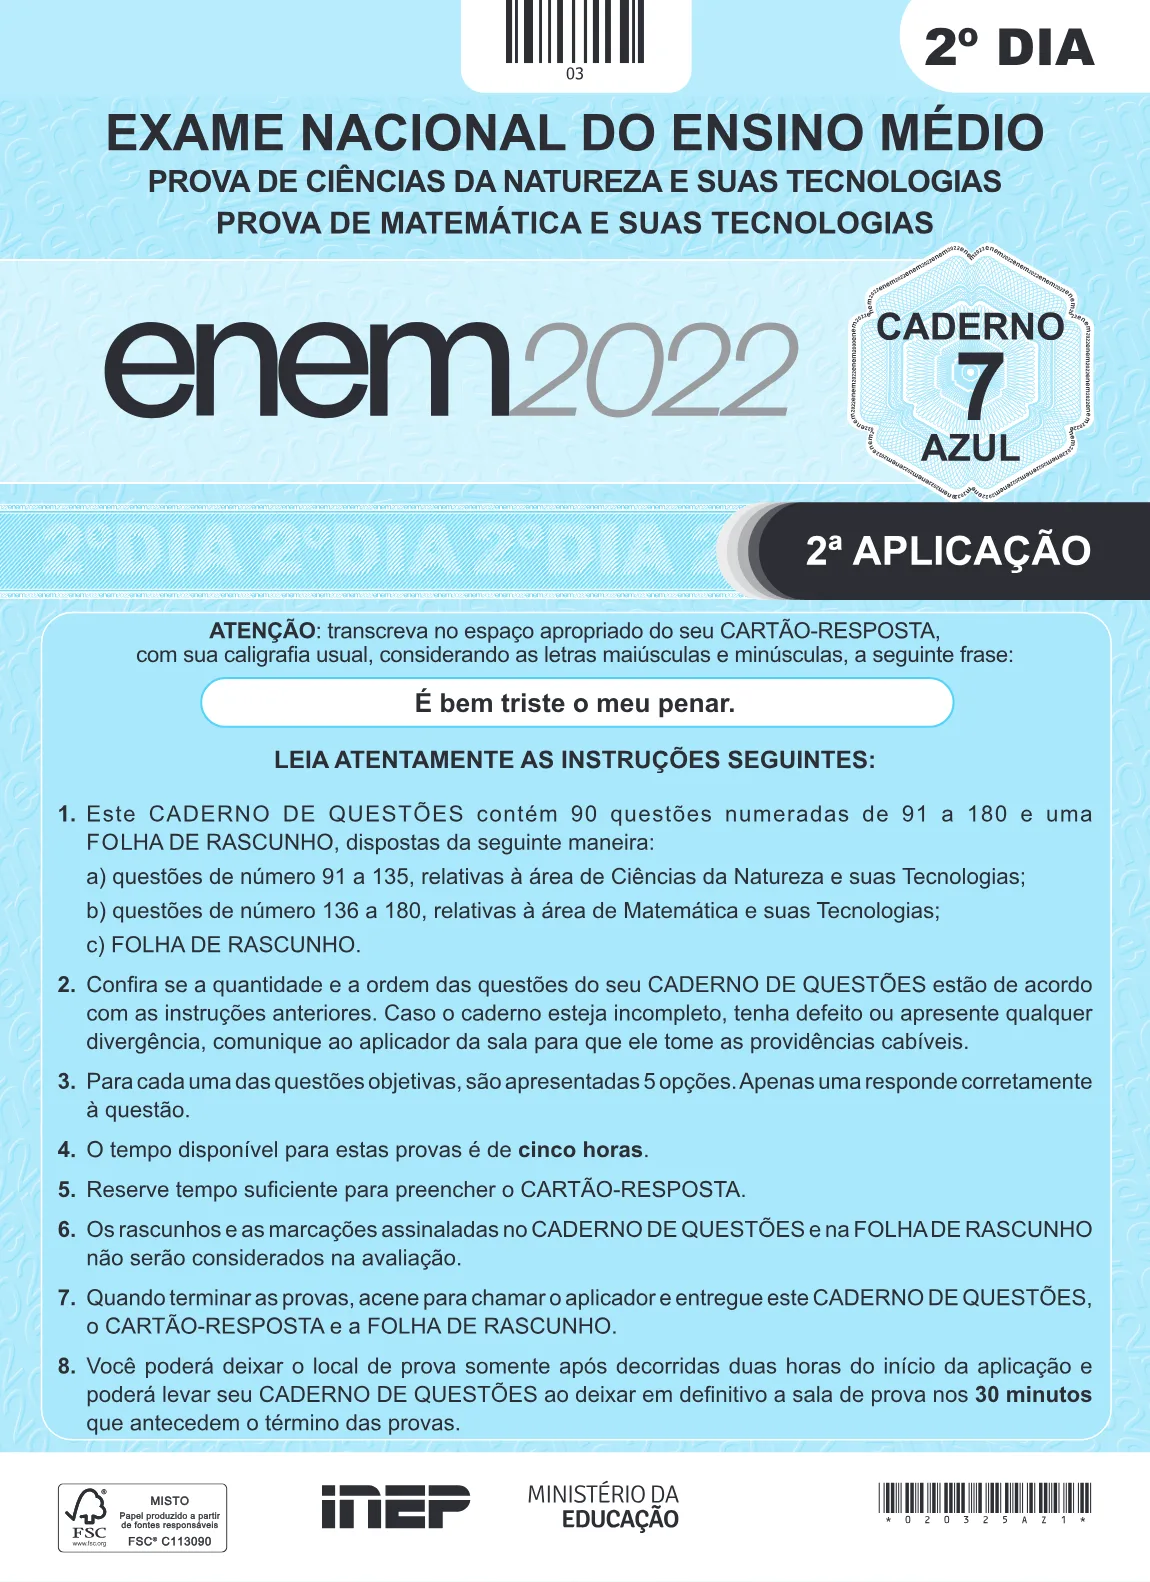 03
2º DIA
EXAME NACIONAL DO ENSINO MÉDIO
PROVA DE CIÊNCIAS DA NATUREZA E SUAS TECNOLOGIAS
PROVA DE MATEMÁTICA E SUAS TECNOLOGIAS
enem2022
CADERNO
7
AZUL
2ºDIA 2ºDIA 2ºDIA 2
2ª APLICAÇÃO
ATENÇÃO: transcreva no espaço apropriado do seu CARTÃO-RESPOSTA,
com sua caligrafia usual, considerando as letras maiúsculas e minúsculas, a seguinte frase:
É bem triste o meu penar.
LEIA ATENTAMENTE AS INSTRUÇÕES SEGUINTES:
1. Este CADERNO DE QUESTÕES contém 90 questões numeradas de 91 a 180 e uma
FOLHA DE RASCUNHO, dispostas da seguinte maneira:
a) questões de número 91 a 135, relativas à área de Ciências da Natureza e suas Tecnologias;
b) questões de número 136 a 180, relativas à área de Matemática e suas Tecnologias;
c) FOLHA DE RASCUNHO.
2. Confira se a quantidade e a ordem das questões do seu CADERNO DE QUESTÕES estão de acordo
com as instruções anteriores. Caso o caderno esteja incompleto, tenha defeito ou apresente qualquer
divergência, comunique ao aplicador da sala para que ele tome as providências cabíveis.
3. Para cada uma das questões objetivas, são apresentadas 5 opções. Apenas uma responde corretamente
à questão.
4. O tempo disponível para estas provas é de cinco horas.
5. Reserve tempo suficiente para preencher o CARTÃO-RESPOSTA.
6. Os rascunhos e as marcações assinaladas no CADERNO DE QUESTÕES e na FOLHA DE RASCUNHO
não serão considerados na avaliação.
7. Quando terminar as provas, acene para chamar o aplicador e entregue este CADERNO DE QUESTÕES,
o CARTÃO-RESPOSTA e a FOLHA DE RASCUNHO.
8. Você poderá deixar o local de prova somente após decorridas duas horas do início da aplicação e
poderá levar seu CADERNO DE QUESTÕES ao deixar em definitivo a sala de prova nos 30 minutos
que antecedem o término das provas.
FSC
www.fsc.org
MISTO
Papel produzido a partir
de fontes responsáveis
FSC® C113090
INEP
MINISTÉRIO DA
EDUCAÇÃO
*020325AZ1*